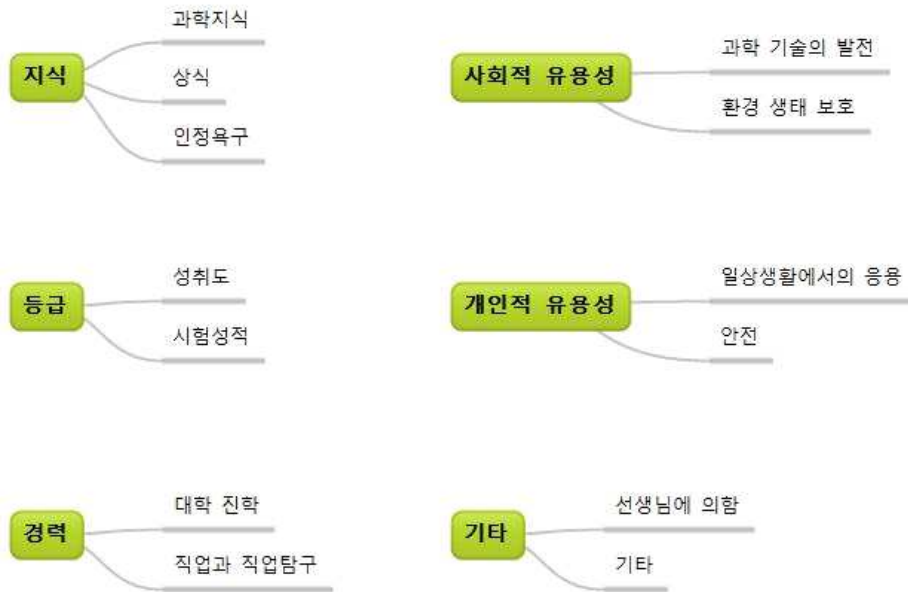 지식
과학지식
상식
인정욕구
사회적 유용성
과학 기술의 발전
환경 생태 보호
등급
성취도
시험성적
개인적 유용성
일상생활에서의 응용
안전
경력
대학 진학
직업과 직업탐구
기타
선생님에 의함
기타